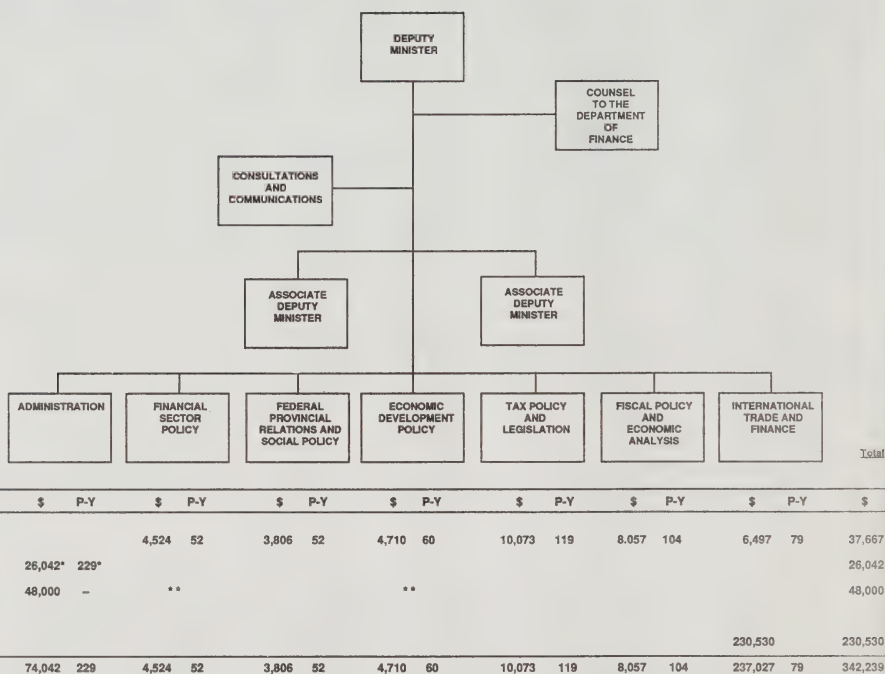 DEPUTY
MINISTER
COUNSEL
TO THE
DEPARTMENT
OF
FINANCE
CONSULTATIONS
AND
COMMUNICATIONS
ASSOCIATE
DEPUTY
MINISTER
ASSOCIATE
DEPUTY
MINISTER
ADMINISTRATION
FINANCIAL
SECTOR
POLICY
FEDERAL
PROVINCIAL
RELATIONS AND
SOCIAL POLICY
ECONOMIC
DEVELOPMENT
POLICY
TAX POLICY
AND
LEGISLATION
FISCAL POLICY
AND
ECONOMIC
ANALYSIS
INTERNATIONAL
TRADE AND
FINANCE
Total
$ P-Y $ P-Y $ P-Y $ P-Y $ P-Y $ P-Y $ P-Y $
4,524 52 3,806 52 4,710 60 10,073 119 8.057 104 6,497 79 37,667
26,042* 229* 26,042
48,000 – ** ** 48,000
230,530 230,530
74,042 229 4,524 52 3,806 52 4,710 60 10,073 119 8,057 104 237,027 79 342,239